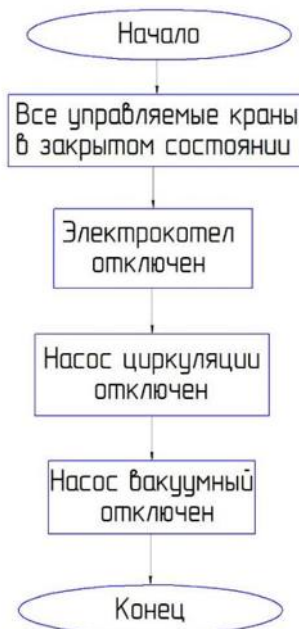 Начало
Все управляемые краны
в закрытом состоянии
Электрокотел
отключен
Насос циркуляции
отключен
Насос вакуумный
отключен
Конец